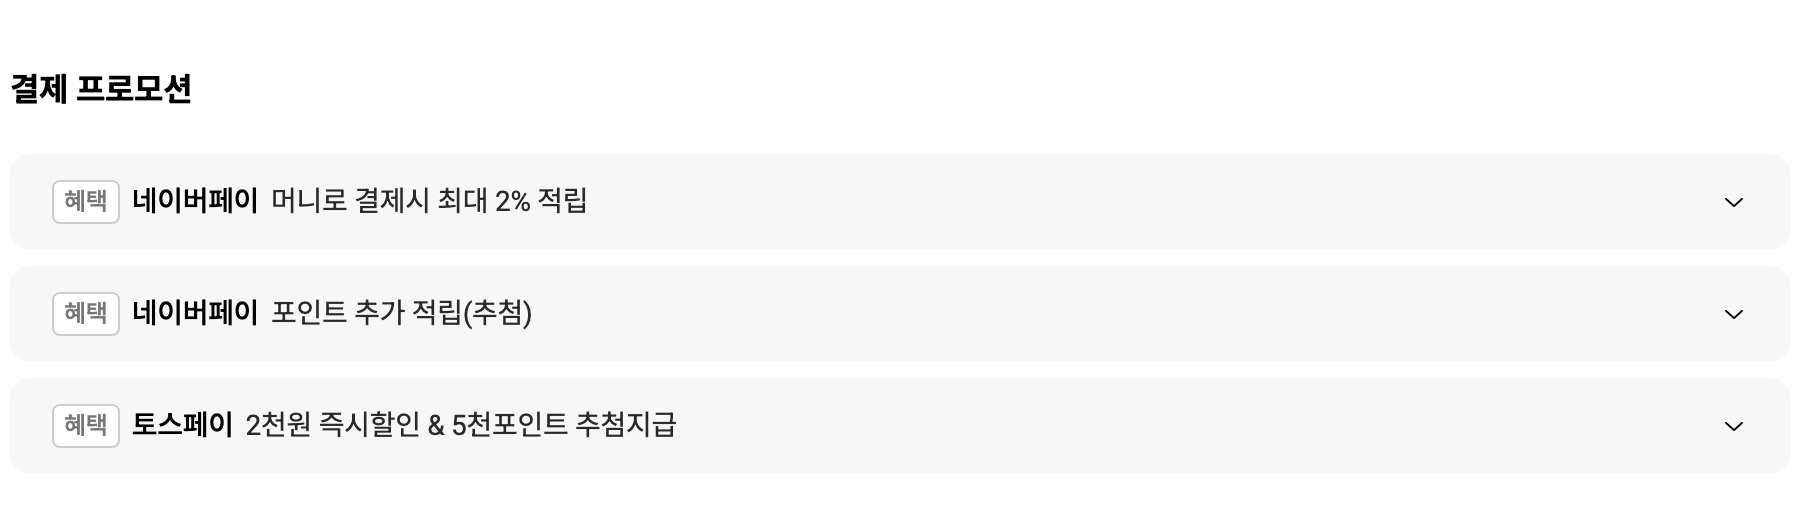 결제 프로모션
혜택 네이버페이 머니로 결제시 최대 2% 적립
혜택 네이버페이 포인트 추가 적립(추첨)
혜택 토스페이 2천원 즉시할인 & 5천포인트 추첨지급